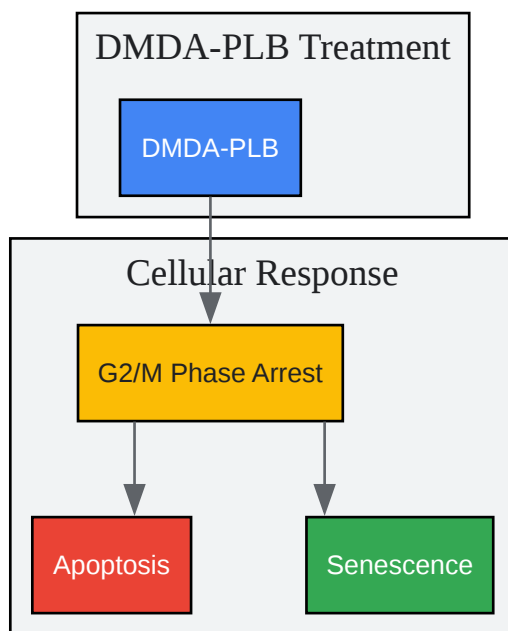 DMDA-PLB Treatment
DMDA-PLB
Cellular Response
G2/M Phase Arrest
Apoptosis
Senescence